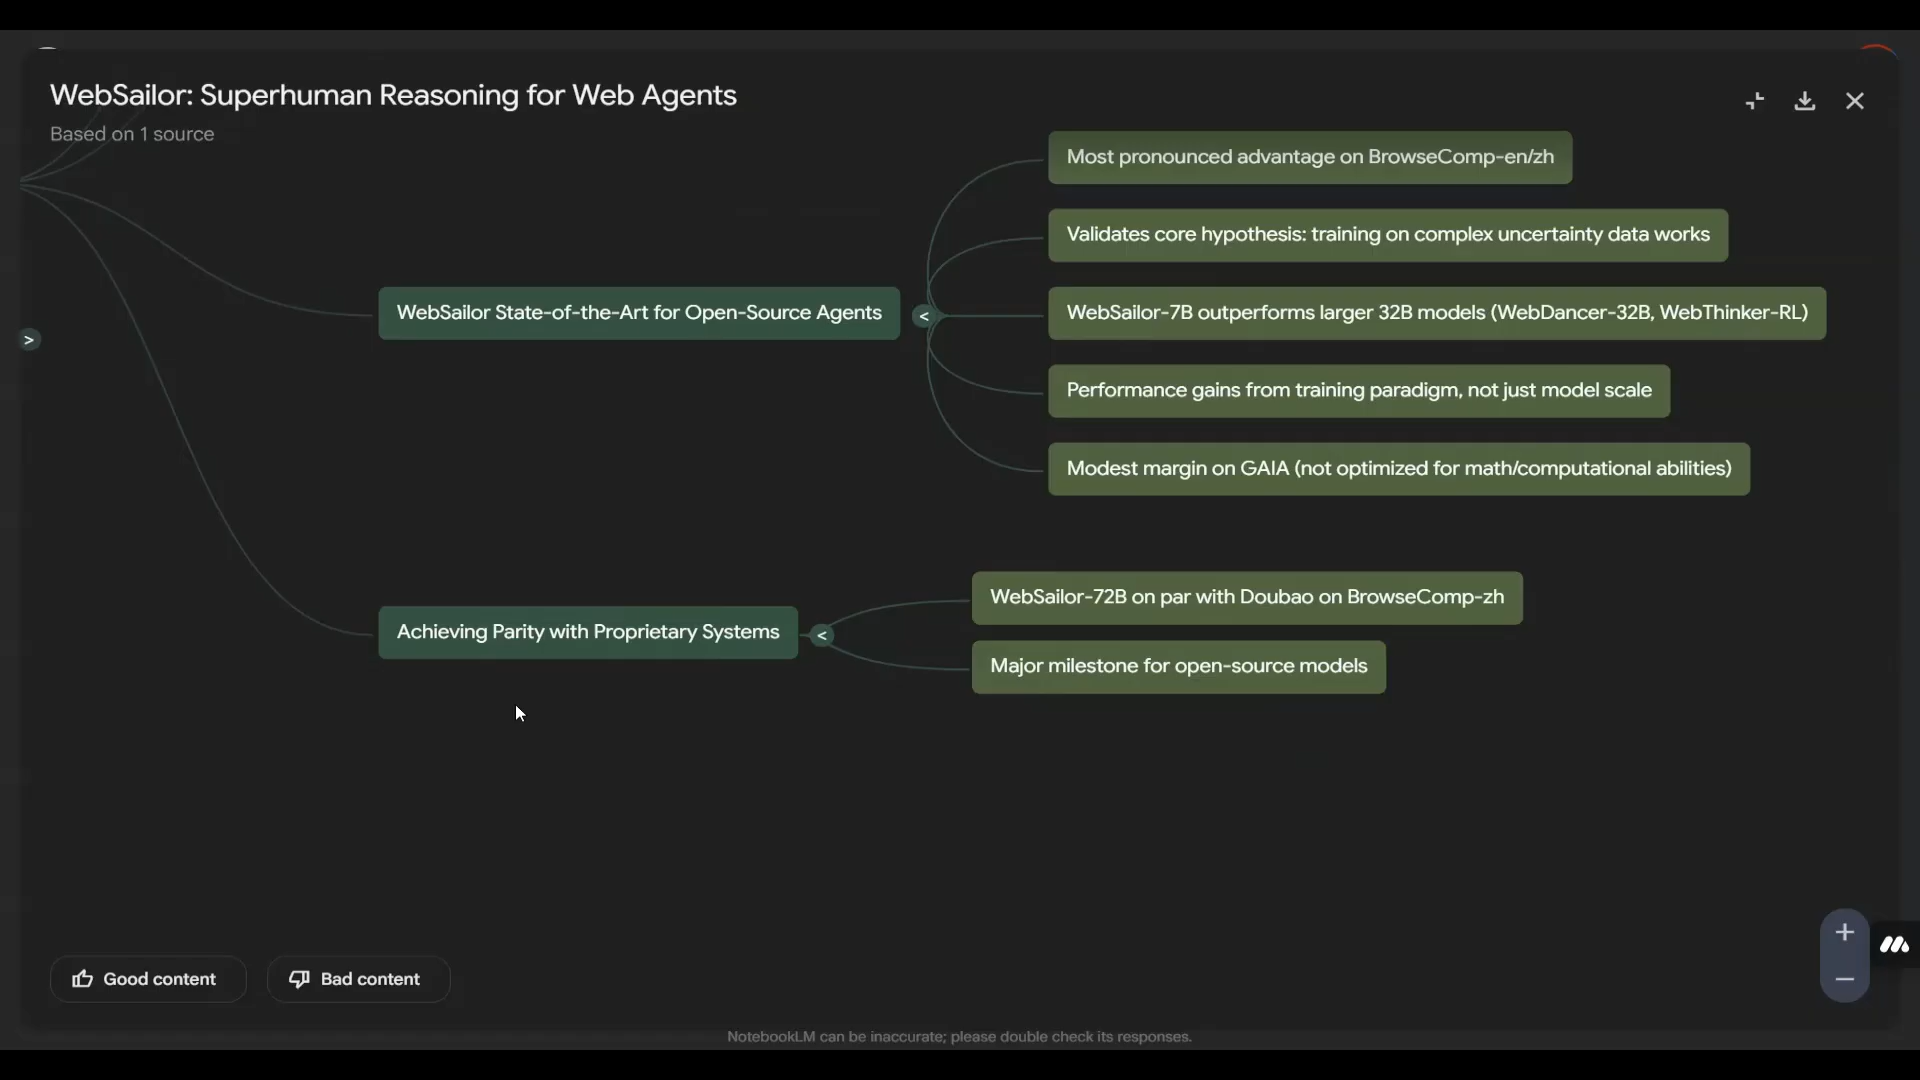 WebSailor: Superhuman Reasoning for Web Agents
Based on 1 source
Most pronounced advantage on BrowseComp-en/zh
Validates core hypothesis: training on complex uncertainty data works
WebSailor State-of-the-Art for Open-Source Agents
<
WebSailor-7B outperforms larger 32B models (WebDancer-32B, WebThinker-RL)
>
Performance gains from training paradigm, not just model scale
Modest margin on GAIA (not optimized for math/computational abilities)
WebSailor-72B on par with Doubao on BrowseComp-zh
Achieving Parity with Proprietary Systems
<
Major milestone for open-source models
Good content
Bad content
NotebookLM can be inaccurate; please double check its responses.